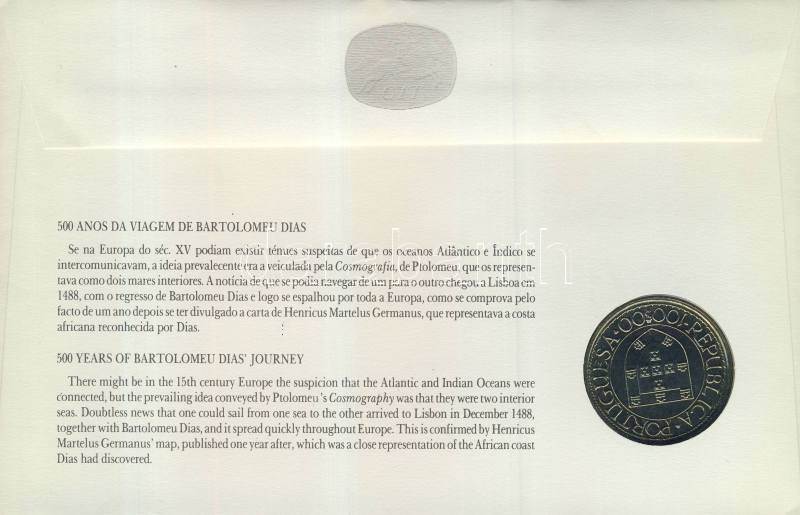 500 ANOS DA VIAGEM DE BARTOLOMEU DIAS
Se na Europa do séc. XV podiam existir ténues suspeitas de que os oceanos Atlântico e Índico se
intercomunicavam, a ideia prevalecente era a veiculada pela Cosmografia, de Ptolomeu, que os represen-
tava como dois mares interiores. A notícia de que se podia navegar de um para o outro chegou a Lisboa em
1488, com o regresso de Bartolomeu Dias e logo se espalhou por toda a Europa, como se comprova pelo
facto de um ano depois se ter divulgado a carta de Henricus Martelus Germanus, que representava a costa
africana reconhecida por Dias.
500 YEARS OF BARTOLOMEU DIAS' JOURNEY
There might be in the 15th century Europe the suspicion that the Atlantic and Indian Oceans were
connected, but the prevailing idea conveyed by Ptolomeu's Cosmography was that they were two interior
seas. Doubtless news that one could sail from one sea to the other arrived to Lisbon in December 1488,
together with Bartolomeu Dias, and it spread quickly throughout Europe. This is confirmed by Henricus
Martelus Germanus' map, published one year after, which was a close representation of the African coast
Dias had discovered.
REPUBLICA · PORTUGUESA · 100$00